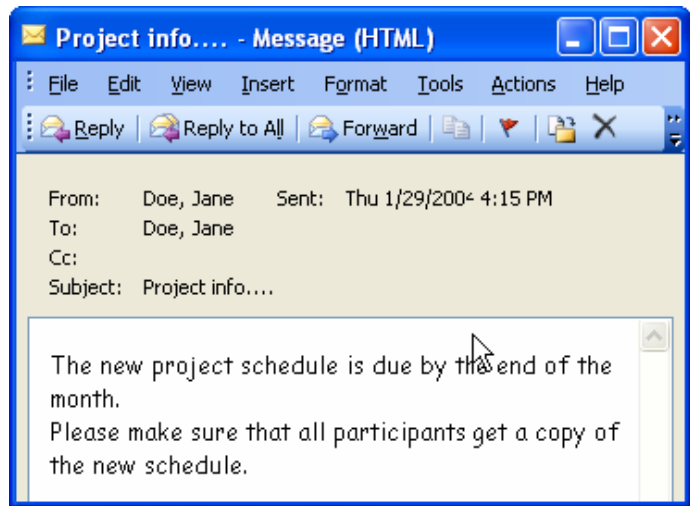 Project info.... - Message (HTML)
File Edit View Insert Format Tools Actions Help
Reply Reply to All Forward
From: Doe, Jane Sent: Thu 1/29/2004 4:15 PM
To: Doe, Jane
Cc:
Subject: Project info....
The new project schedule is due by the end of the
month.
Please make sure that all participants get a copy of
the new schedule.